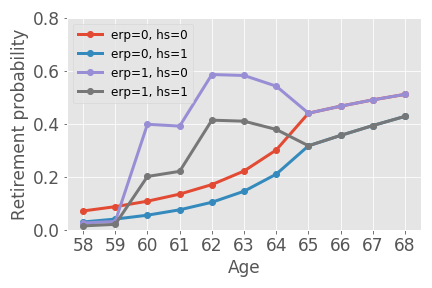 0.8
0.6
0.4
0.2
0.0
Retirement probability
erp=0, hs=0
erp=0, hs=1
erp=1, hs=0
erp=1, hs=1
58 59 60 61 62 63 64 65 66 67 68
Age